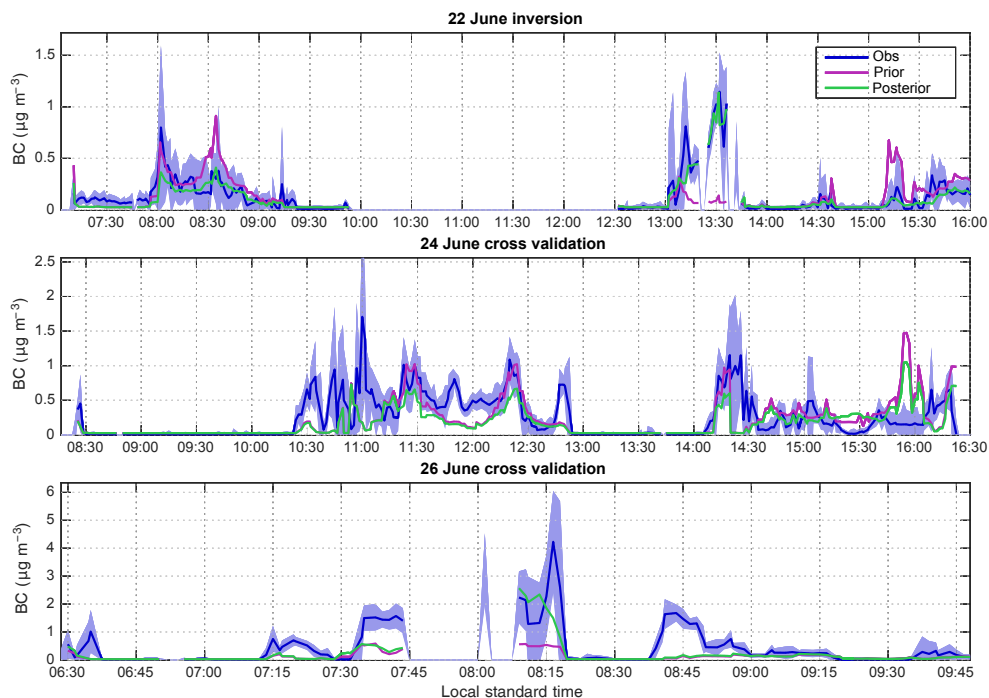 22 June inversion
BC (µg m−3)
1.5
1
0.5
0
Obs
Prior
Posterior
07:30 08:00 08:30 09:00 09:30 10:00 10:30 11:00 11:30 12:00 12:30 13:00 13:30 14:00 14:30 15:00 15:30 16:00
24 June cross validation
BC (µg m−3)
2.5
2
1.5
1
0.5
0
08:30 09:00 09:30 10:00 10:30 11:00 11:30 12:00 12:30 13:00 13:30 14:00 14:30 15:00 15:30 16:00 16:30
26 June cross validation
BC (µg m−3)
6
5
4
3
2
1
0
06:30 06:45 07:00 07:15 07:30 07:45 08:00 08:15 08:30 08:45 09:00 09:15 09:30 09:45
Local standard time